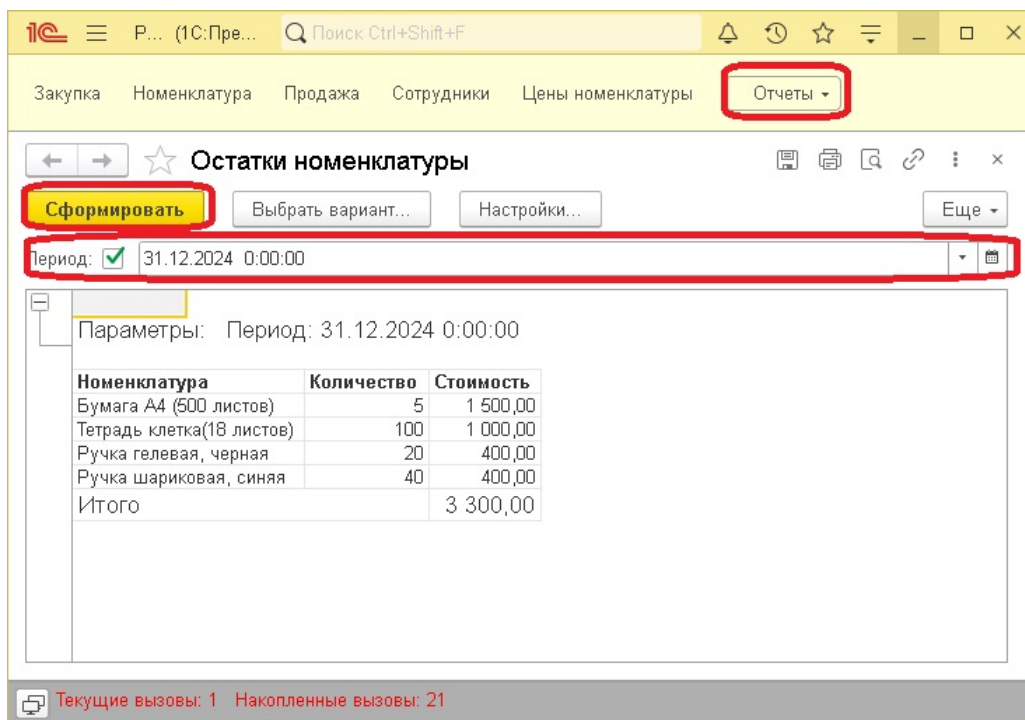 1С Р... (1С:Пре... Поиск Ctrl+Shift+F
Закупка Номенклатура Продажа Сотрудники Цены номенклатуры Отчеты
Остатки номенклатуры
Сформировать Выбрать вариант... Настройки... Еще
Период: 31.12.2024 0:00:00
Параметры: Период: 31.12.2024 0:00:00
Номенклатура Количество Стоимость
Бумага А4 (500 листов) 5 1 500,00
Тетрадь клетка(18 листов) 100 1 000,00
Ручка гелевая, черная 20 400,00
Ручка шариковая, синяя 40 400,00
Итого 3 300,00
Текущие вызовы: 1 Накопленные вызовы: 21